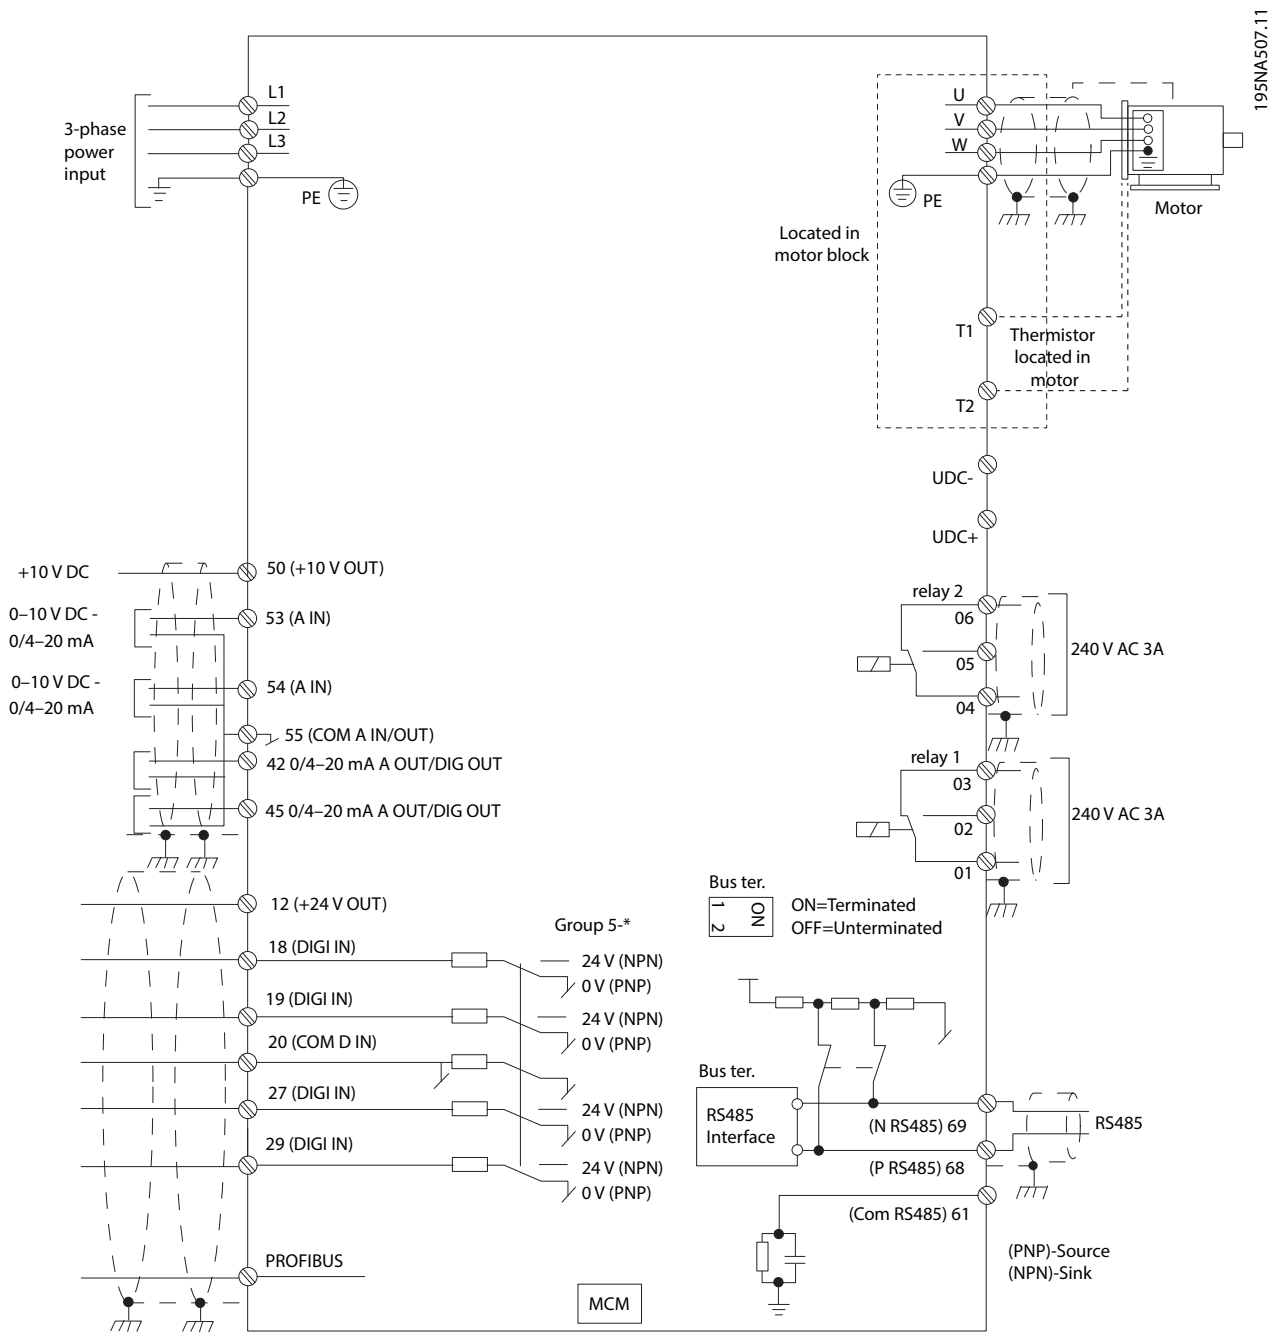 195NA507.11
3-phase
power
input
L1
L2
L3
PE
U
V
W
PE
Motor
Located in
motor block
T1
Thermistor
located in
motor
T2
UDC-
UDC+
+10 V DC
50 (+10 V OUT)
0–10 V DC -
0/4–20 mA
53 (A IN)
0–10 V DC -
0/4–20 mA
54 (A IN)
55 (COM A IN/OUT)
42 0/4–20 mA A OUT/DIG OUT
45 0/4–20 mA A OUT/DIG OUT
relay 2
06
05
04
240 V AC 3A
relay 1
03
02
01
240 V AC 3A
Bus ter.
1
2
ON
ON=Terminated
OFF=Unterminated
12 (+24 V OUT)
Group 5-*
18 (DIGI IN)
24 V (NPN)
0 V (PNP)
19 (DIGI IN)
24 V (NPN)
0 V (PNP)
20 (COM D IN)
27 (DIGI IN)
24 V (NPN)
0 V (PNP)
29 (DIGI IN)
24 V (NPN)
0 V (PNP)
Bus ter.
RS485
Interface
(N RS485) 69
RS485
(P RS485) 68
(Com RS485) 61
PROFIBUS
(PNP)-Source
(NPN)-Sink
MCM